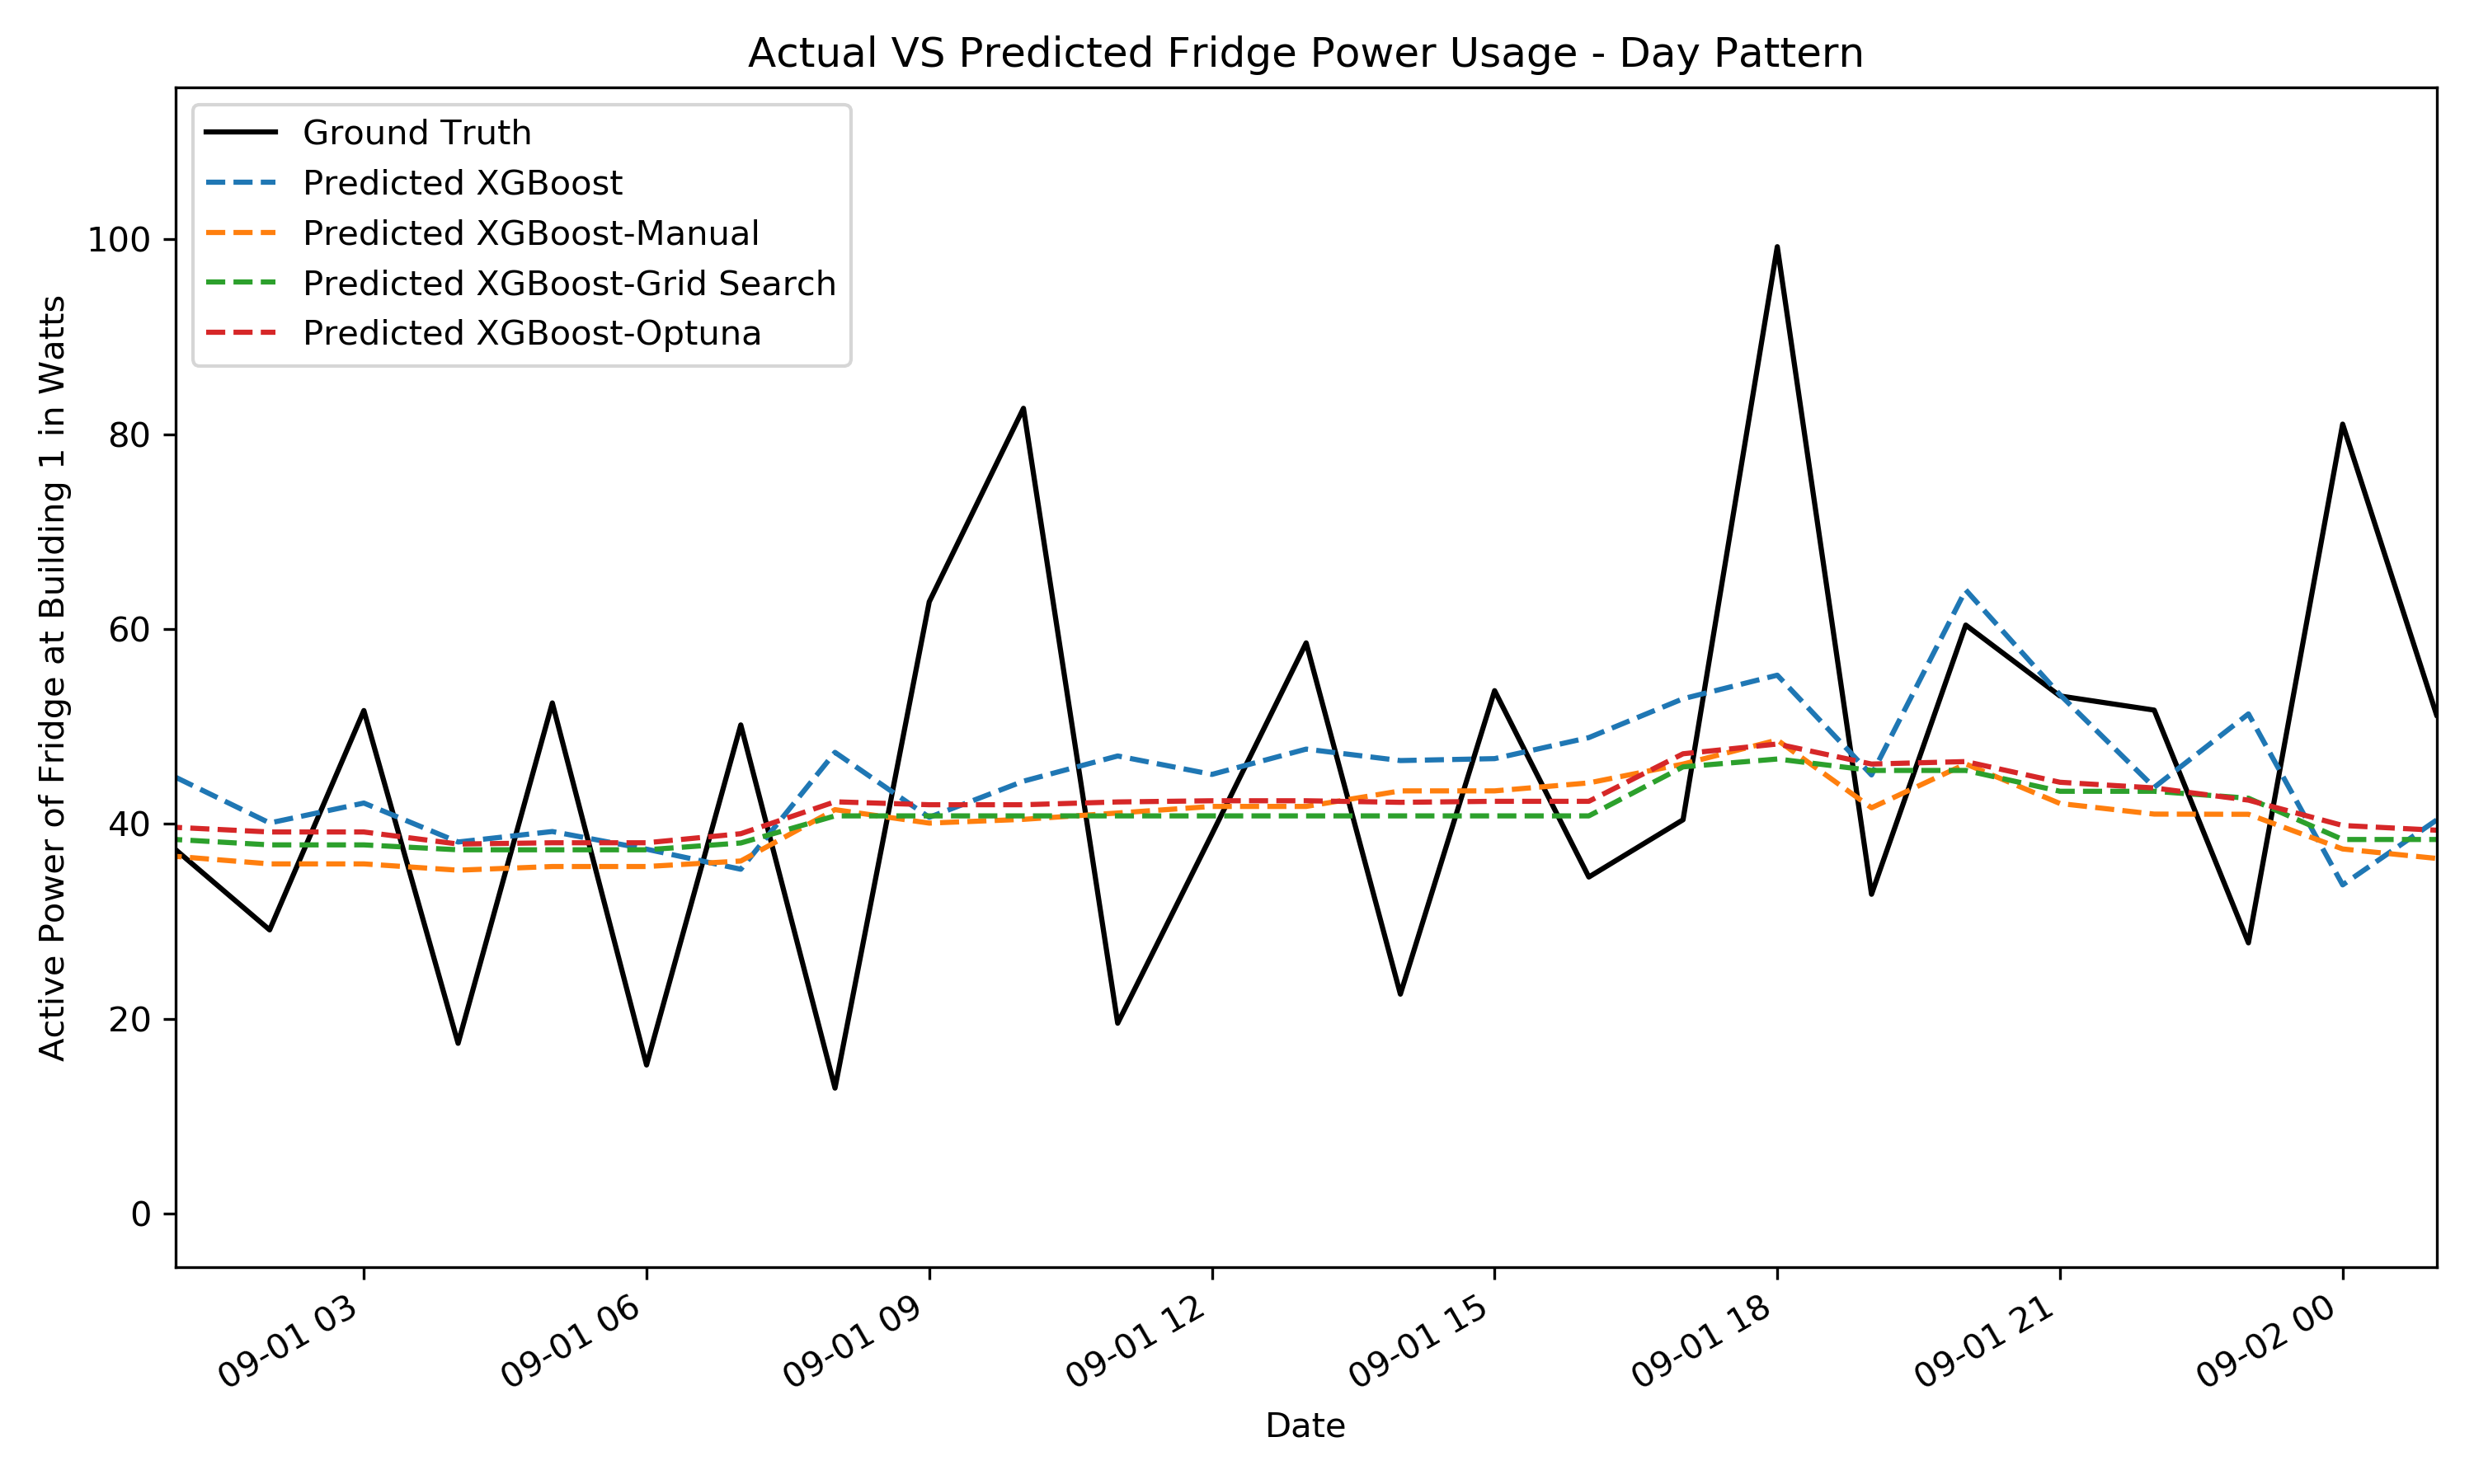 Actual VS Predicted Fridge Power Usage - Day Pattern
Ground Truth
Predicted XGBoost
Predicted XGBoost-Manual
Predicted XGBoost-Grid Search
Predicted XGBoost-Optuna
Active Power of Fridge at Building 1 in Watts
100
80
60
40
20
0
09-01 03
09-01 06
09-01 09
09-01 12
09-01 15
09-01 18
09-01 21
09-02 00
Date